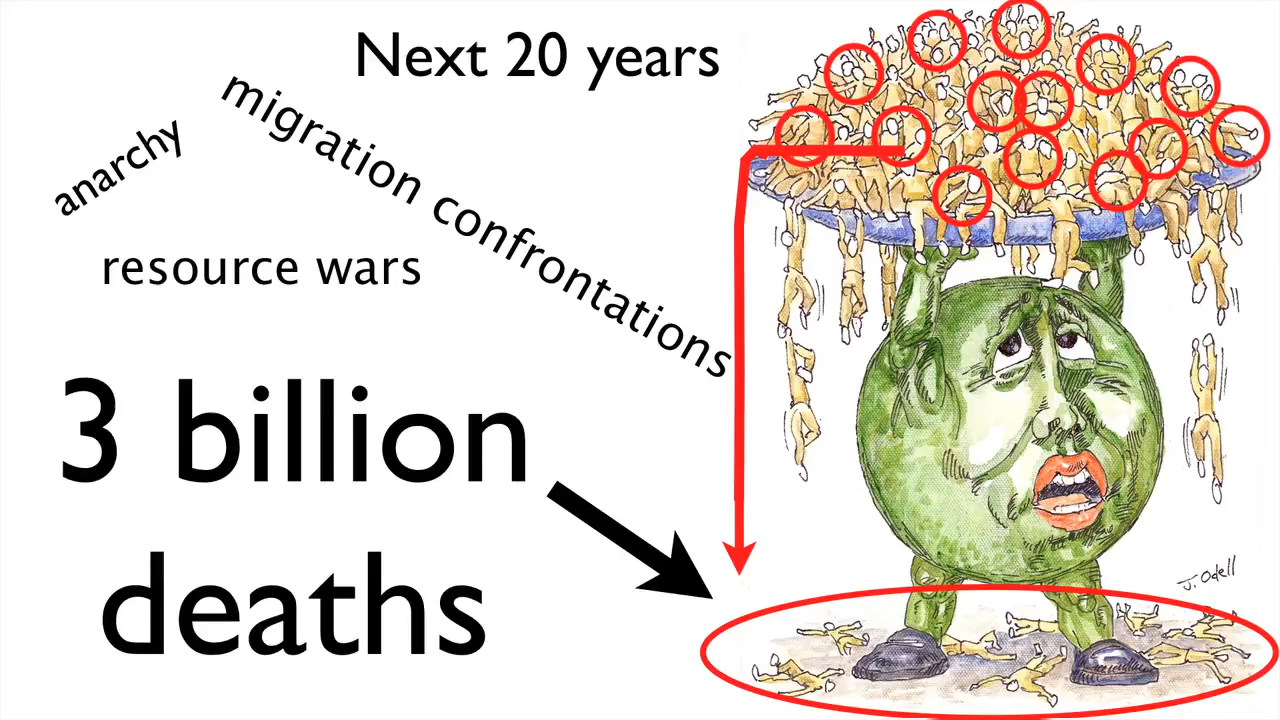 Next 20 years
migration confrontations
anarchy
resource wars
3 billion
deaths
J. Odell